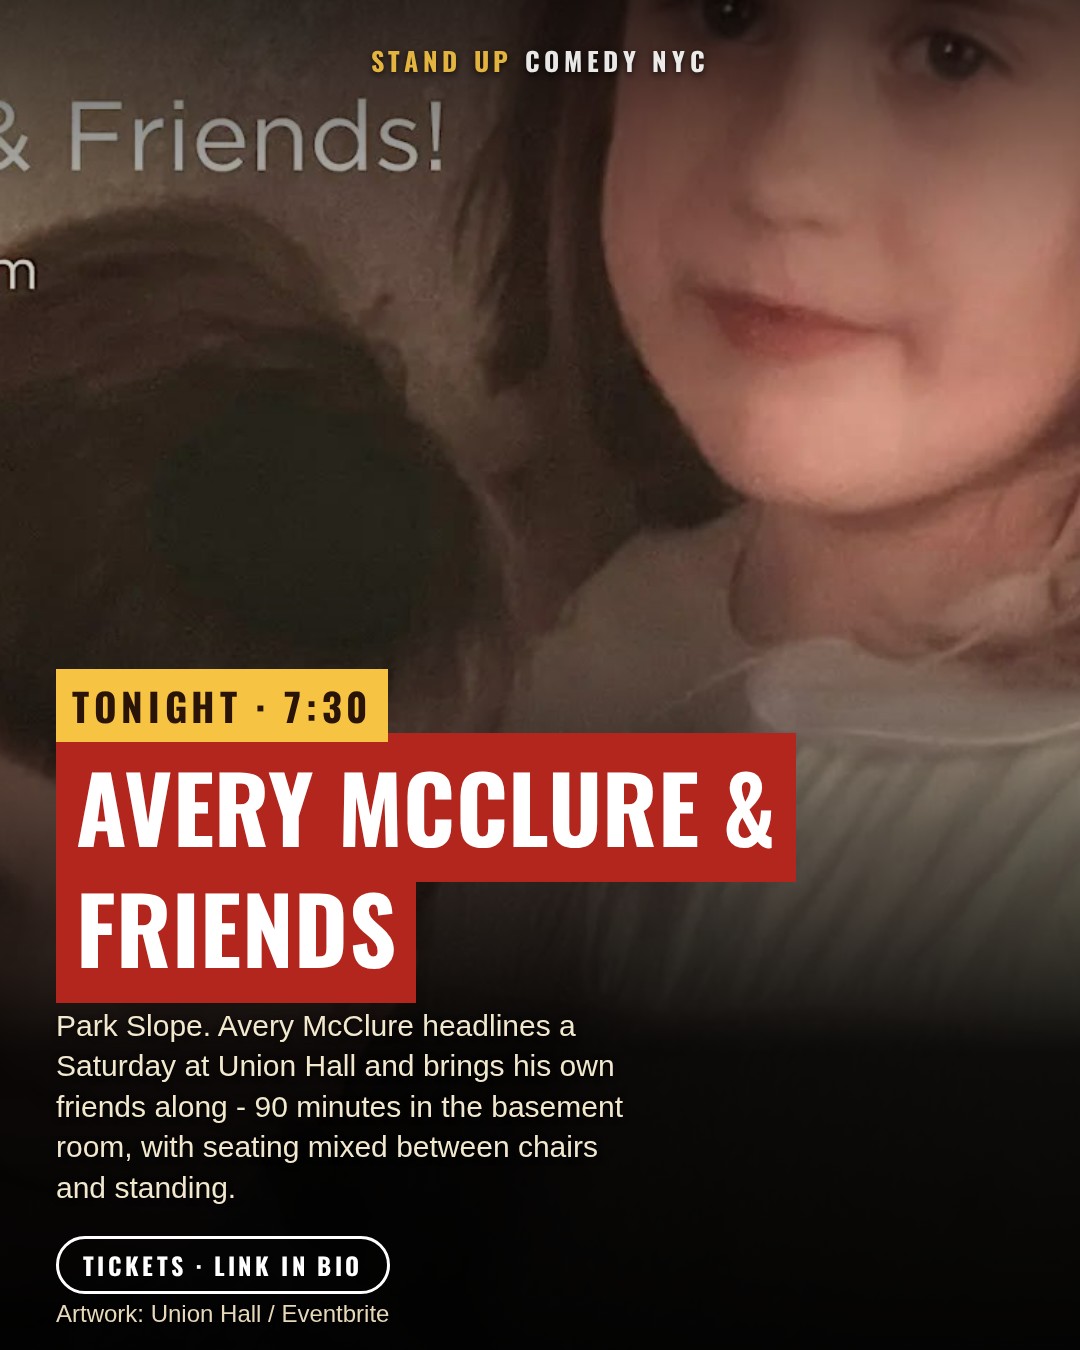 STAND UP COMEDY NYC
& Friends!
m
TONIGHT · 7:30
AVERY MCCLURE &
FRIENDS
Park Slope. Avery McClure headlines a
Saturday at Union Hall and brings his own
friends along - 90 minutes in the basement
room, with seating mixed between chairs
and standing.
TICKETS · LINK IN BIO
Artwork: Union Hall / Eventbrite